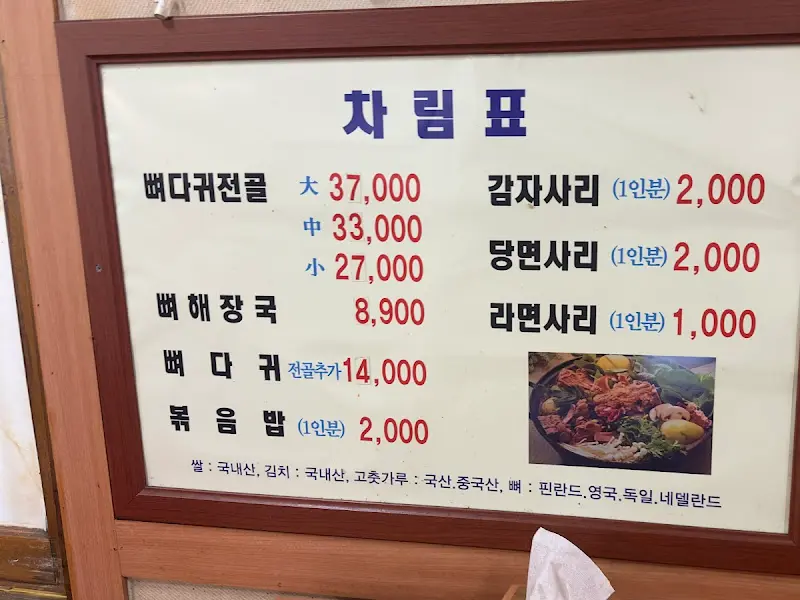 차림표
뼈다귀전골 大 37,000
中 33,000
小 27,000
뼈해장국 8,900
뼈다귀 전골추가 14,000
볶음밥 (1인분) 2,000
감자사리 (1인분) 2,000
당면사리 (1인분) 2,000
라면사리 (1인분) 1,000
쌀 : 국내산, 김치 : 국내산, 고춧가루 : 국산.중국산, 뼈 : 핀란드.영국.독일.네델란드